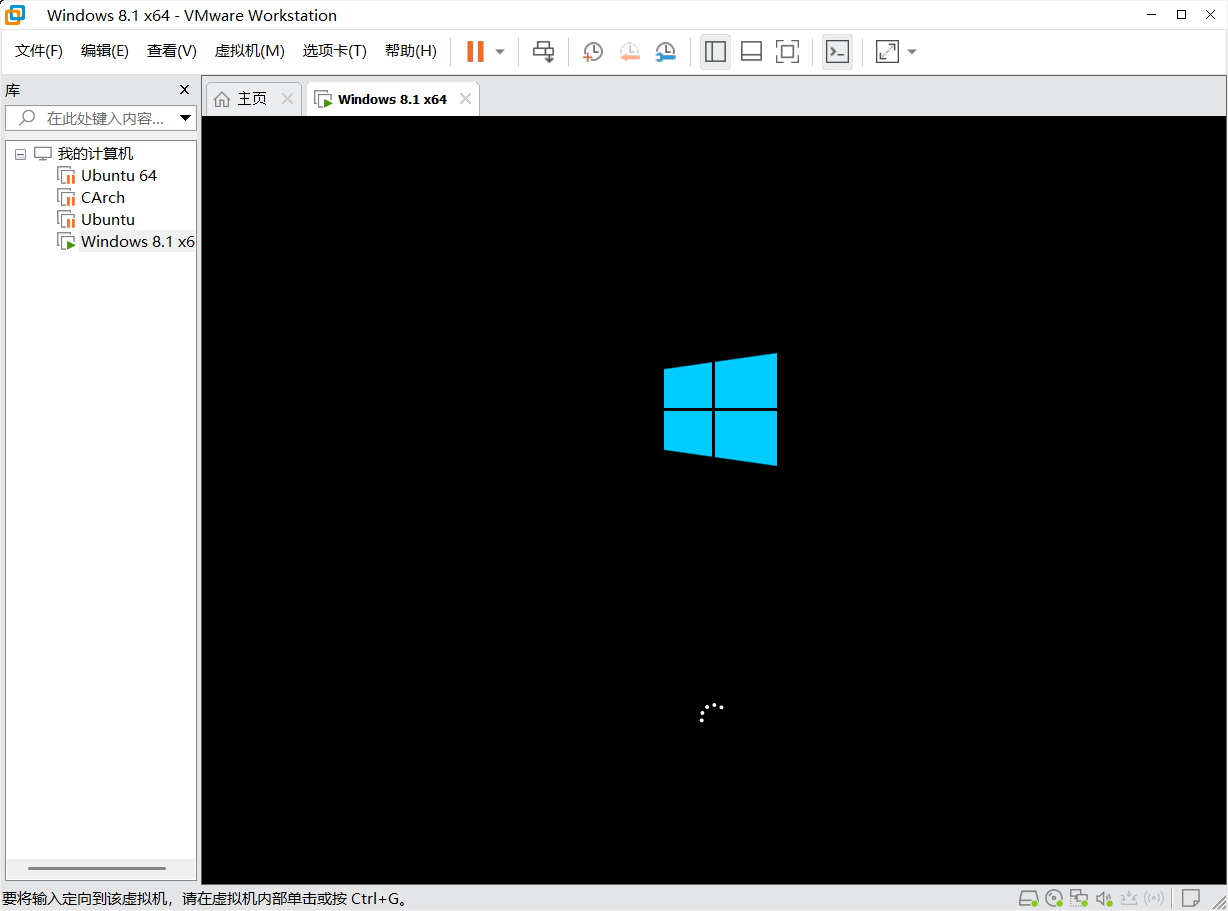 Windows 8.1 x64 - VMware Workstation
文件(F) 编辑(E) 查看(V) 虚拟机(M) 选项卡(T) 帮助(H)
库
在此处键入内容...
主页
Windows 8.1 x64
我的计算机
Ubuntu 64
CArch
Ubuntu
Windows 8.1 x6
要将输入定向到该虚拟机，请在虚拟机内部单击或按 Ctrl+G。